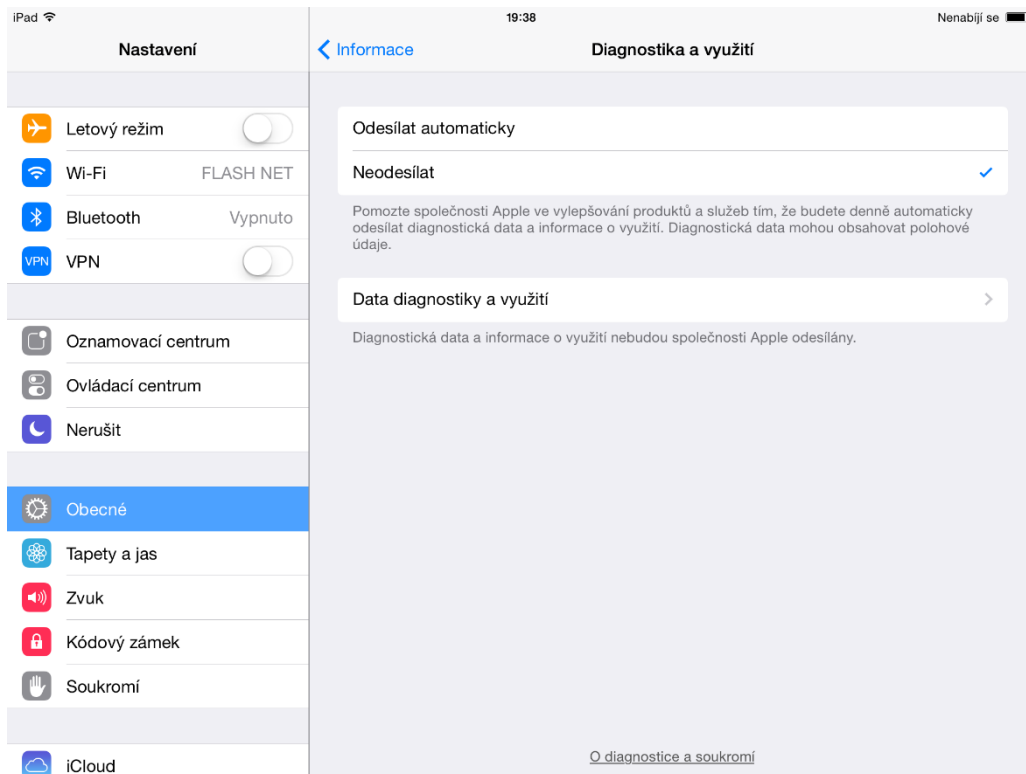 iPad
19:38
Nenabíjí se
Nastavení
Informace
Diagnostika a využití
Letový režim
Wi-Fi
FLASH NET
Bluetooth
Vypnuto
VPN
VPN
Oznamovací centrum
Ovládací centrum
Nerušit
Obecné
Tapety a jas
Zvuk
Kódový zámek
Soukromí
iCloud
Odesílat automaticky
Neodesílat
Pomozte společnosti Apple ve vylepšování produktů a služeb tím, že budete denně automaticky
odesílat diagnostická data a informace o využití. Diagnostická data mohou obsahovat polohové
údaje.
Data diagnostiky a využití
Diagnostická data a informace o využití nebudou společnosti Apple odesílány.
O diagnostice a soukromí